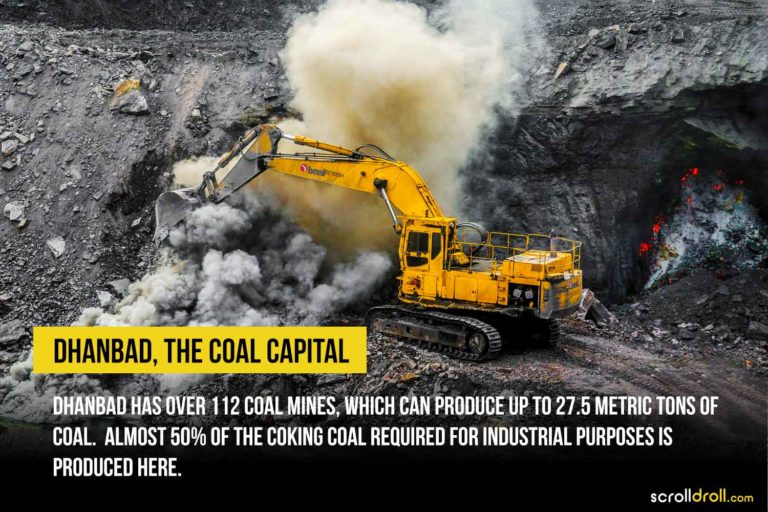 DHANBAD, THE COAL CAPITAL
DHANBAD HAS OVER 112 COAL MINES, WHICH CAN PRODUCE UP TO 27.5 METRIC TONS OF
COAL. ALMOST 50% OF THE COKING COAL REQUIRED FOR INDUSTRIAL PURPOSES IS
PRODUCED HERE.
scrolldroll.com